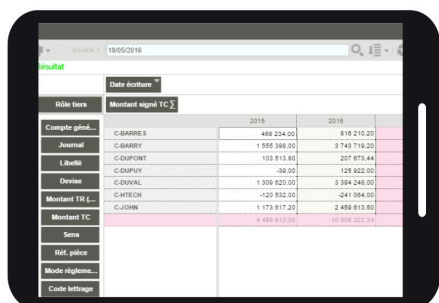 Société 1 18/05/2016
Résultat
Date écriture
Rôle tiers Montant signé TC ∑
2015 2016
Compte géné...
Journal
Libellé
Devise
Montant TR (...
Montant TC
Sens
Réf. pièce
Mode règleme...
Code lettrage
C-BARRES 468 234,00 816 210,20
C-BARRY 1 555 398,00 3 743 719,20
C-DUPONT 103 513,80 207 673,44
C-DUPUY -39,00 125 922,00
C-DUVAL 1 309 620,00 3 394 248,00
C-HTECH -120 532,00 -241 064,00
C-JOHN 1 173 617,20 2 459 613,50
4 489 812,00 10 506 322,34